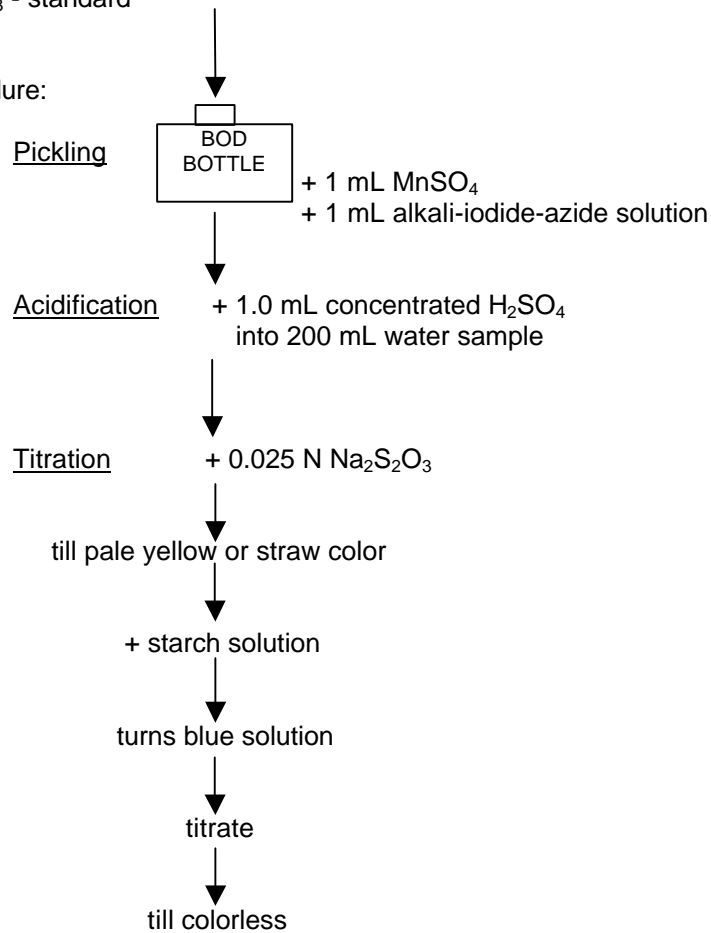 ₃ - standard
dure:
Pickling
BOD
BOTTLE
+ 1 mL MnSO₄
+ 1 mL alkali-iodide-azide solution
Acidification + 1.0 mL concentrated H₂SO₄
into 200 mL water sample
Titration + 0.025 N Na₂S₂O₃
till pale yellow or straw color
+ starch solution
turns blue solution
titrate
till colorless